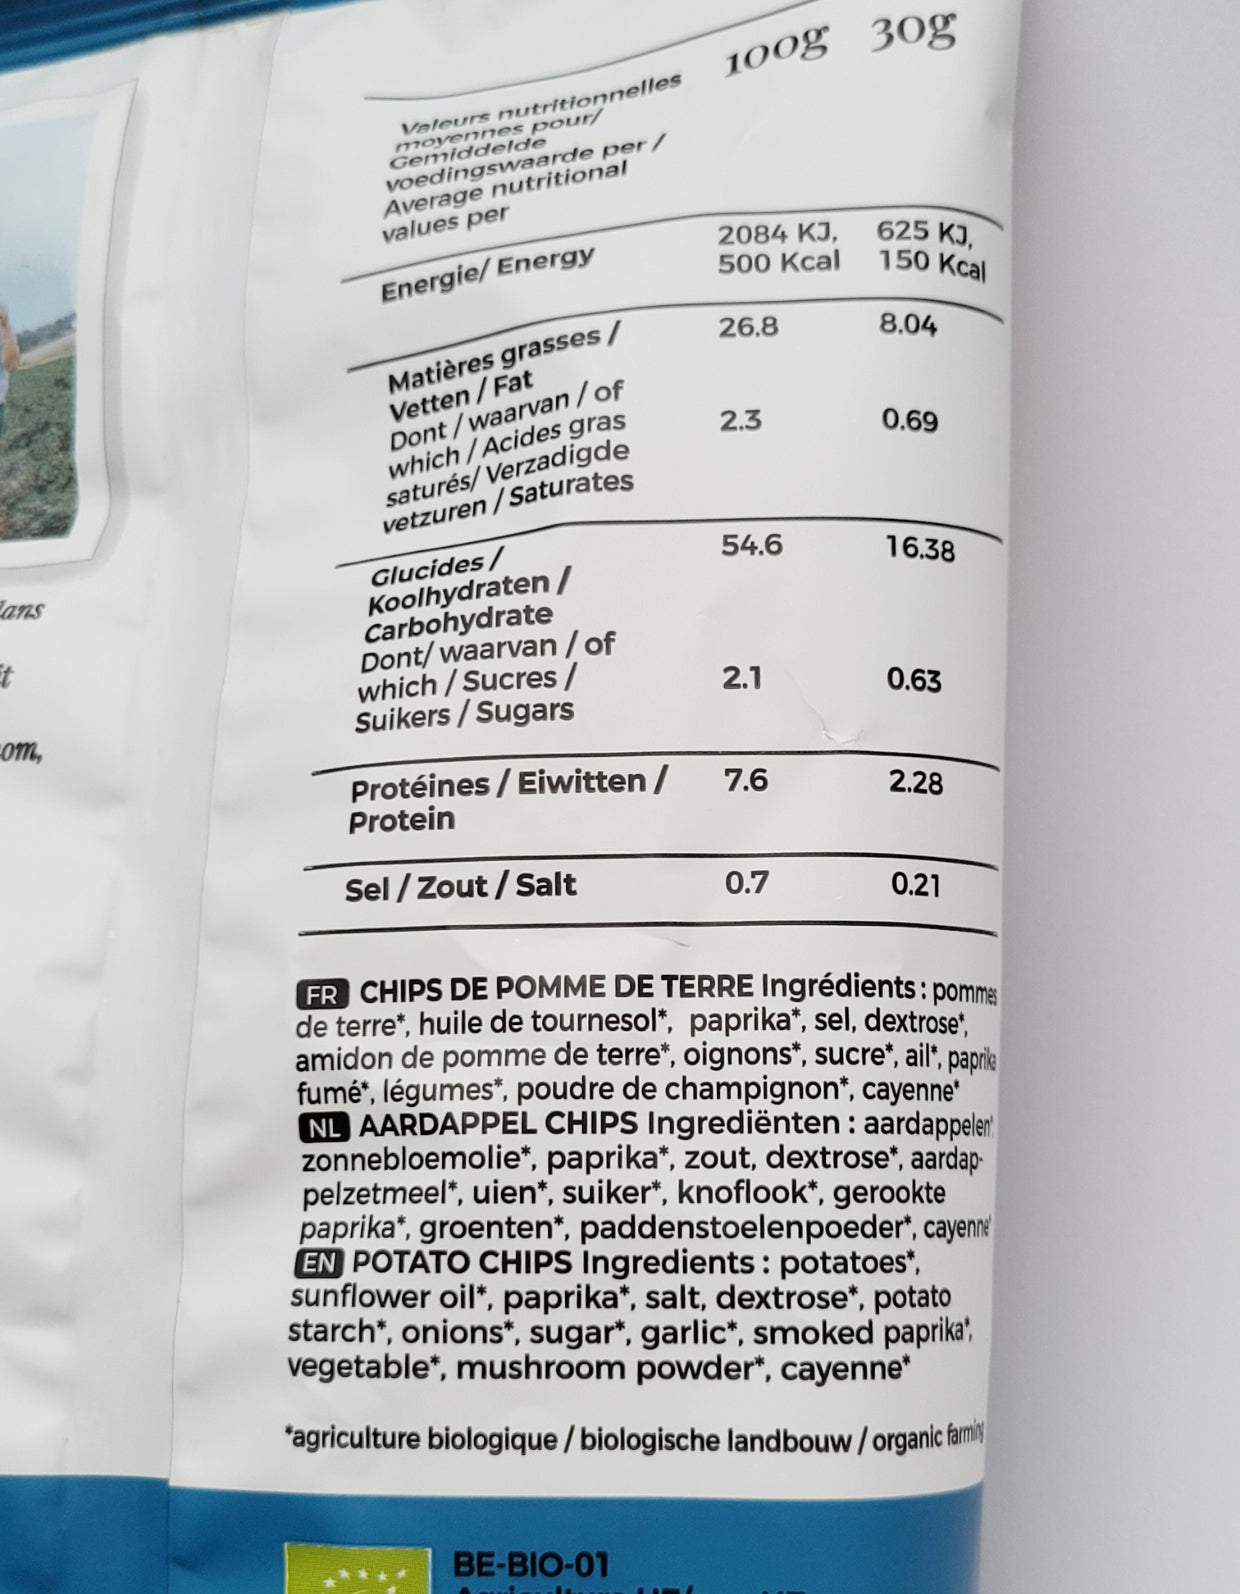 100g 30g
Valeurs nutritionnelles
moyennes pour/
Gemiddelde
voedingswaarde per /
Average nutritional
values per
Energie/ Energy
2084 KJ, 625 KJ,
500 Kcal 150 Kcal
Matières grasses / 26.8 8.04
Vetten / Fat
Dont / waarvan / of 2.3 0.69
which / Acides gras
saturés/ Verzadigde
vetzuren / Saturates
Glucides / 54.6 16.38
Koolhydraten /
Carbohydrate
Dont/ waarvan / of
which / Sucres / 2.1 0.63
Suikers / Sugars
Protéines / Eiwitten / 7.6 2.28
Protein
Sel / Zout / Salt 0.7 0.21
FR CHIPS DE POMME DE TERRE Ingrédients : pommes
de terre*, huile de tournesol*, paprika*, sel, dextrose*,
amidon de pomme de terre*, oignons*, sucre*, ail*, paprika
fumé*, légumes*, poudre de champignon*, cayenne*
NL AARDAPPEL CHIPS Ingrediënten : aardappelen*
zonnebloemolie*, paprika*, zout, dextrose*, aardap-
pelzetmeel*, uien*, suiker*, knoflook*, gerookte
paprika*, groenten*, paddenstoelenpoeder*, cayenne*
EN POTATO CHIPS Ingredients : potatoes*,
sunflower oil*, paprika*, salt, dextrose*, potato
starch*, onions*, sugar*, garlic*, smoked paprika*,
vegetable*, mushroom powder*, cayenne*
*agriculture biologique / biologische landbouw / organic farming
BE-BIO-01